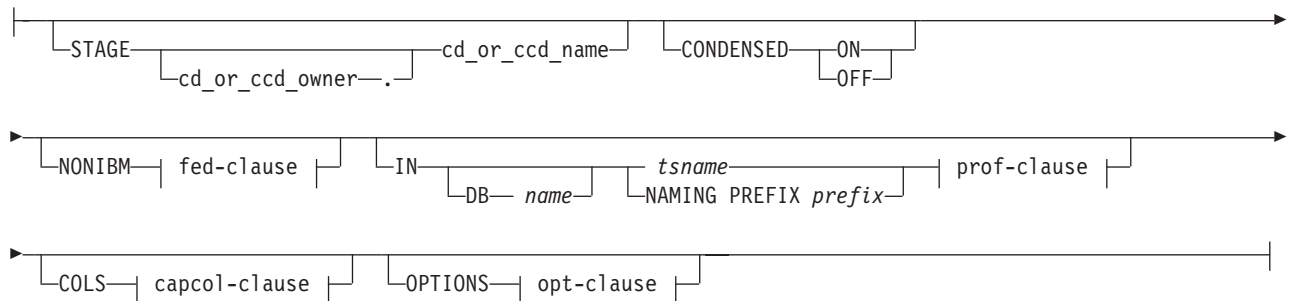 STAGE cd_or_ccd_owner . cd_or_ccd_name CONDENSED ON
OFF
NONIBM fed-clause IN DB name tsname prof-clause
NAMING PREFIX prefix
COLS capcol-clause OPTIONS opt-clause